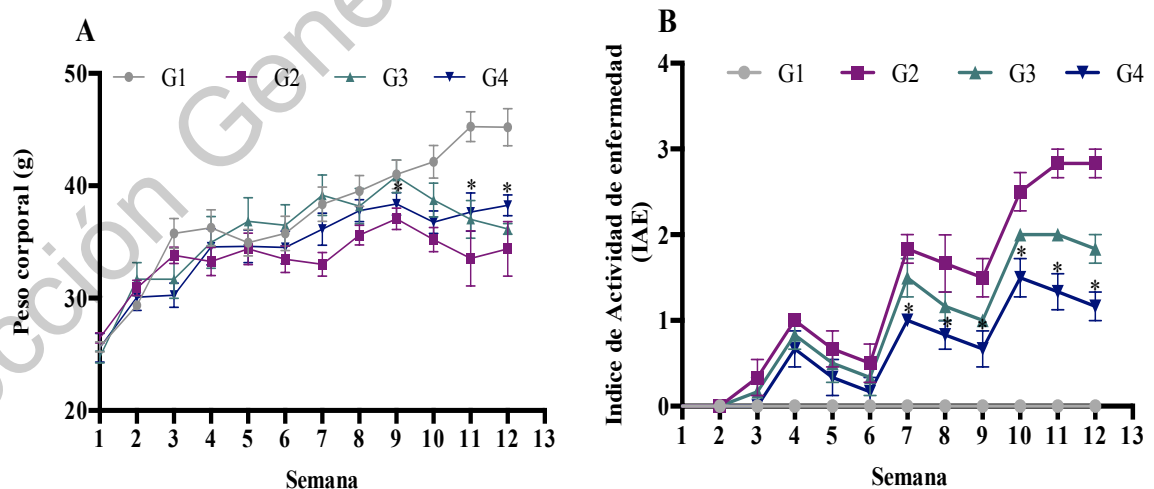 A
Peso corporal (g)
G1 G2 G3 G4
50
40
30
20
* * *
1 2 3 4 5 6 7 8 9 10 11 12 13
Semana
B
Indice de Actividad de enfermedad
(IAE)
G1 G2 G3 G4
4
3
2
1
0
* * * * * *
1 2 3 4 5 6 7 8 9 10 11 12 13
Semana
cción Gene